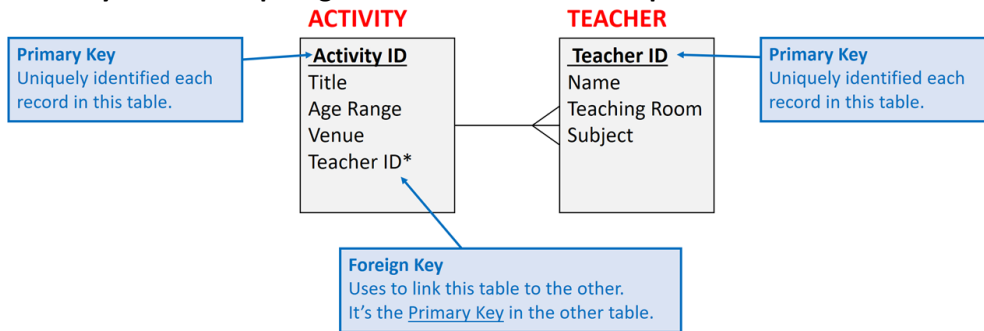 ACTIVITY
TEACHER
Primary Key
Uniquely identified each
record in this table.
Activity ID
Title
Age Range
Venue
Teacher ID*
Teacher ID
Name
Teaching Room
Subject
Primary Key
Uniquely identified each
record in this table.
Foreign Key
Uses to link this table to the other.
It's the Primary Key in the other table.